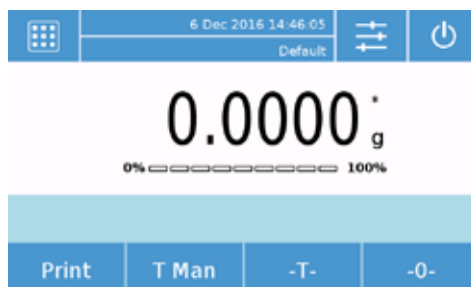 6 Dec 2016 14:46:05
Default
0.0000 *
g
0% 100%
Print T Man -T- -0-